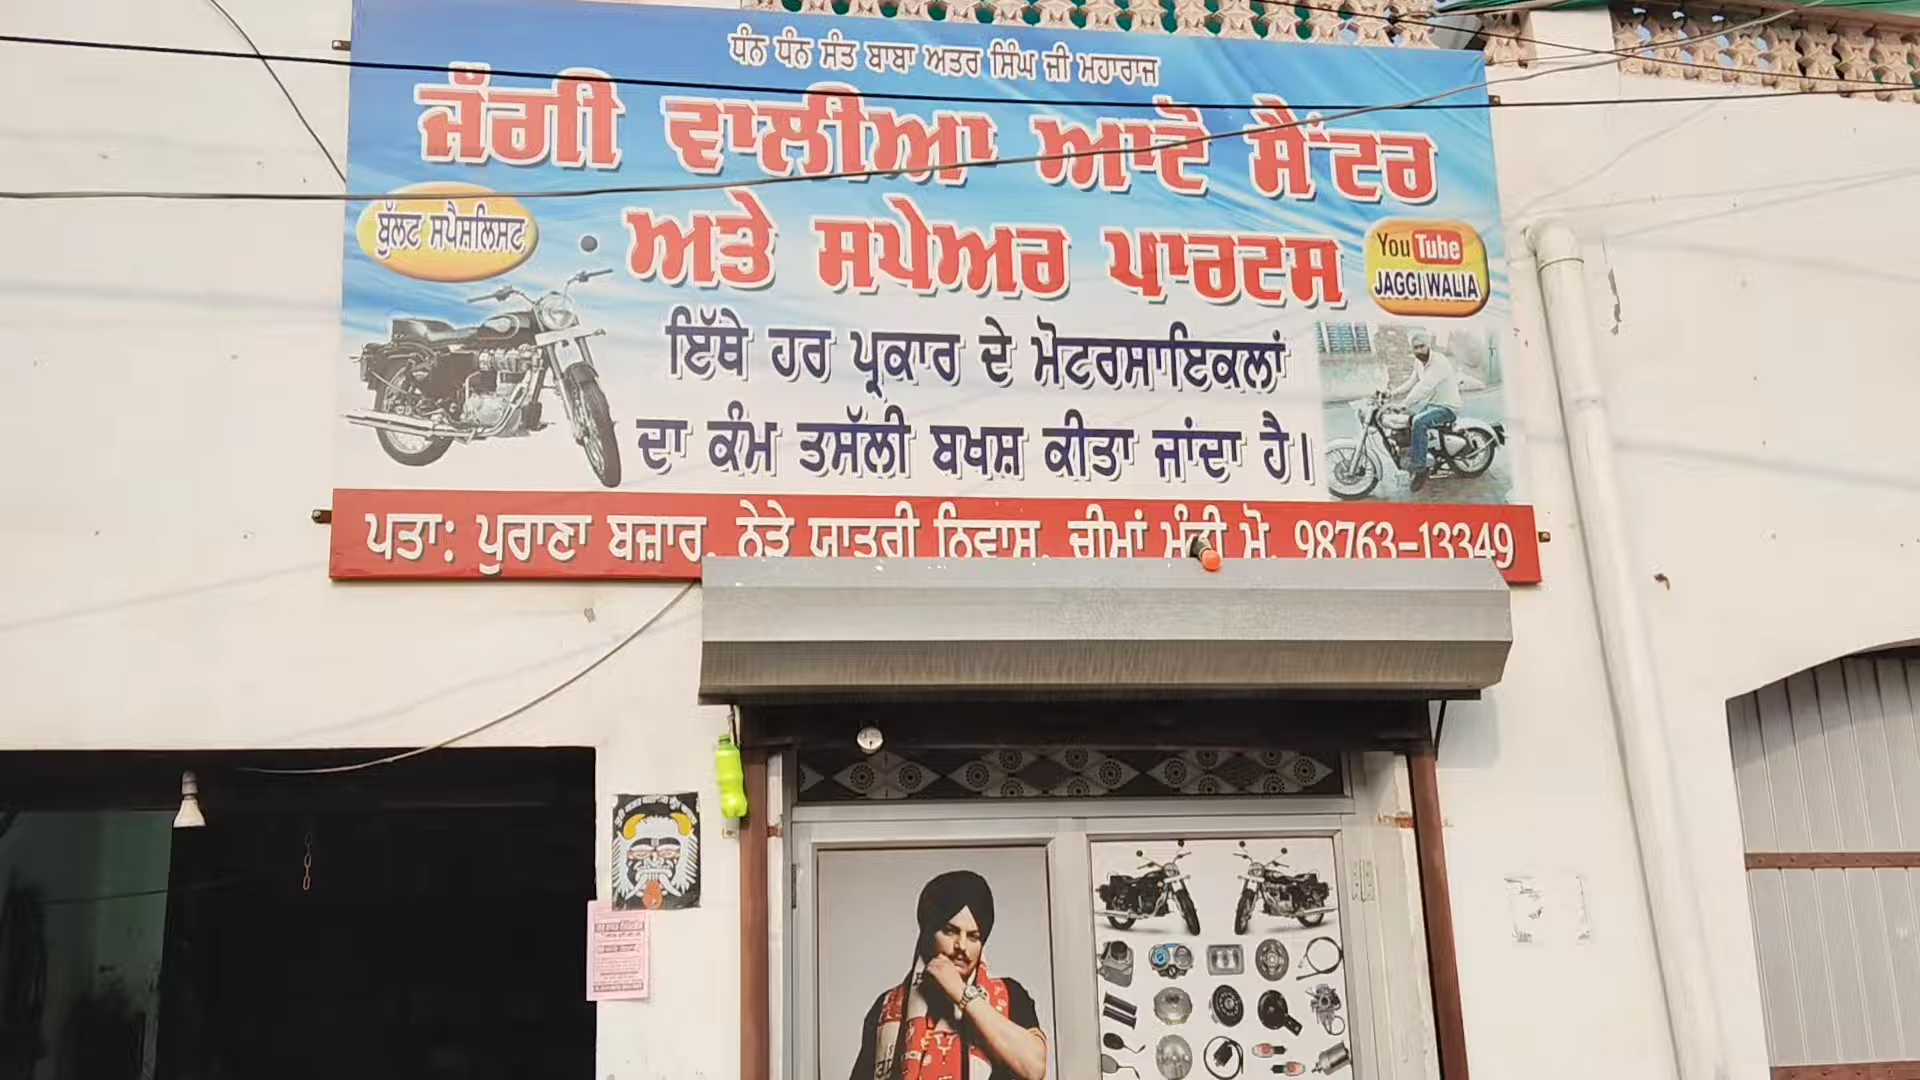 ਧੰਨ ਧੰਨ ਸੰਤ ਬਾਬਾ ਅਤਰ ਸਿੰਘ ਜੀ ਮਹਾਰਾਜ
ਜੱਗੀ ਵਾਲੀਆ ਆਟੋ ਸੈਂਟਰ
ਬੁੱਲਟ ਸਪੈਸ਼ਲਿਸਟ
ਅਤੇ ਸਪੇਅਰ ਪਾਰਟਸ
YouTube
JAGGI WALIA
ਇੱਥੇ ਹਰ ਪ੍ਰਕਾਰ ਦੇ ਮੋਟਰਸਾਇਕਲਾਂ
ਦਾ ਕੰਮ ਤਸੱਲੀ ਬਖਸ਼ ਕੀਤਾ ਜਾਂਦਾ ਹੈ।
ਪਤਾ: ਪੁਰਾਣਾ ਬਜ਼ਾਰ, ਨੇੜੇ ਯਾਤਰੀ ਨਿਵਾਸ, ਚੀਮਾਂ ਮੰਡੀ ਮੋ. 98763-13349